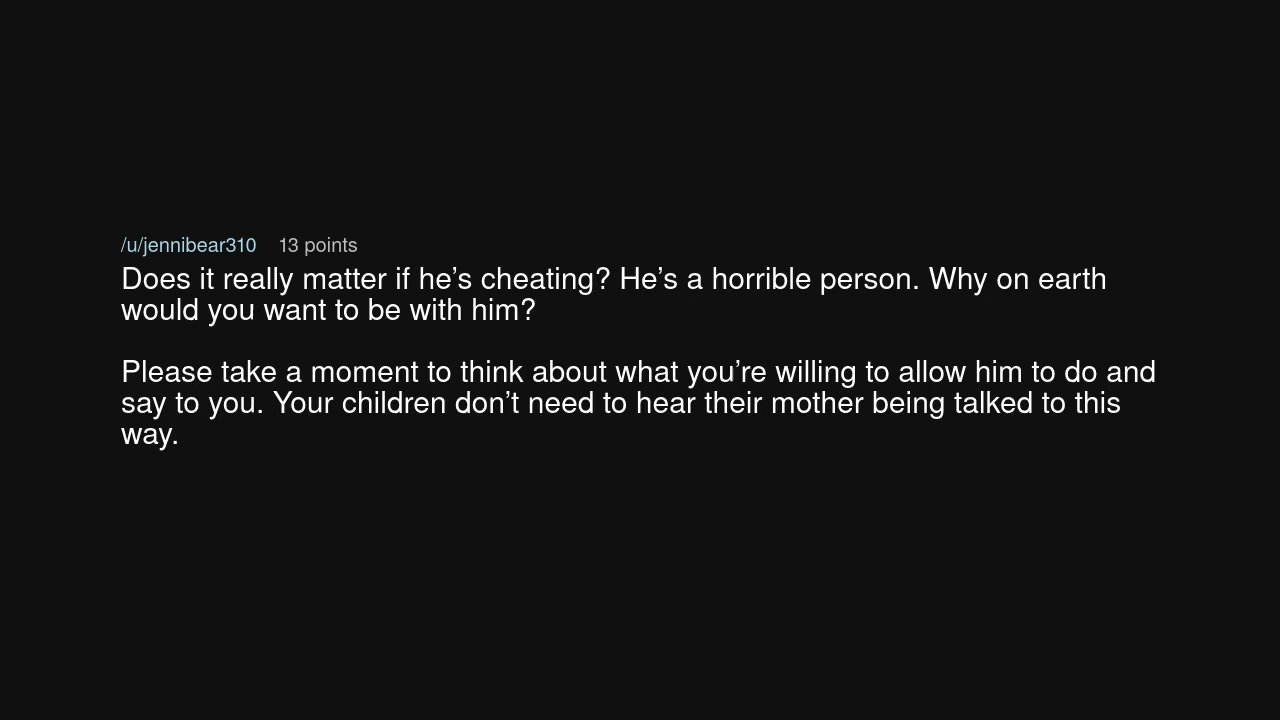 /u/jennibear310 13 points
Does it really matter if he’s cheating? He’s a horrible person. Why on earth
would you want to be with him?
Please take a moment to think about what you’re willing to allow him to do and
say to you. Your children don’t need to hear their mother being talked to this
way.